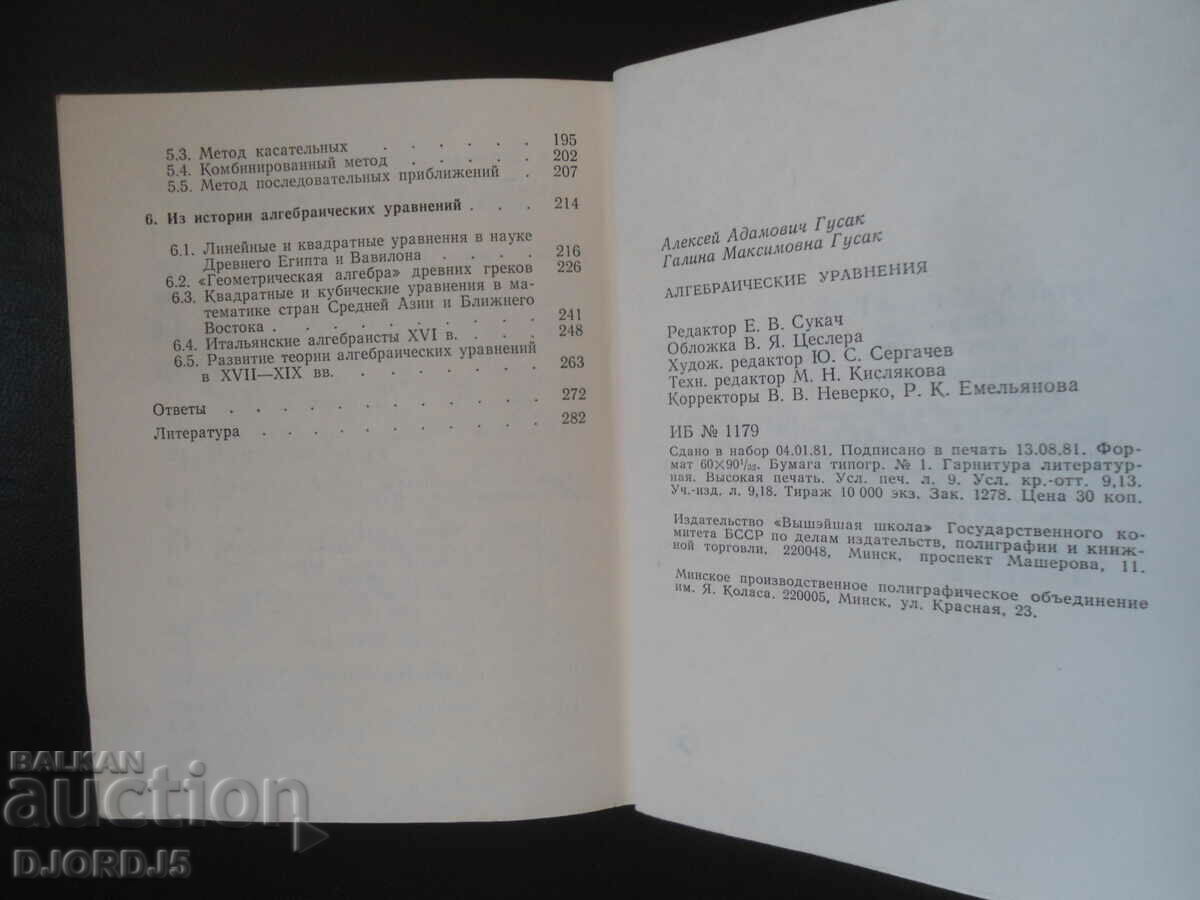 5.3. Метод касательных . . . . . . 195
5.4. Комбинированный метод . . . . . 202
5.5. Метод последовательных приближений . 207
6. Из истории алгебраических уравнений . . . 214
6.1. Линейные и квадратные уравнения в науке
Древнего Египта и Вавилона . . . . 216
6.2. «Геометрическая алгебра» древних греков 226
6.3. Квадратные и кубические уравнения в ма-
тематике стран Средней Азии и Ближнего
Востока . . . . . . . . . 241
6.4. Итальянские алгебраисты XVI в. . . . 248
6.5. Развитие теории алгебраических уравнений
в XVII—XIX вв. . . . . . . . 263
Ответы . . . . . . . . . . . 272
Литература . . . . . . . . . . 282
Алексей Адамович Гусак
Галина Максимовна Гусак
АЛГЕБРАИЧЕСКИЕ УРАВНЕНИЯ
Редактор Е. В. Сукач
Обложка В. Я. Цеслера
Худож. редактор Ю. С. Сергачев
Техн. редактор М. Н. Кислякова
Корректоры В. В. Неверко, Р. К. Емельянова
ИБ № 1179
Сдано в набор 04.01.81. Подписано в печать 13.08.81. Фор-
мат 60×90¹/₃₂. Бумага типогр. № 1. Гарнитура литератур-
ная. Высокая печать. Усл. печ. л. 9. Усл. кр.-отт. 9,13.
Уч.-изд. л. 9,18. Тираж 10 000 экз. Зак. 1278. Цена 30 коп.
Издательство «Вышэйшая школа» Государственного ко-
митета БССР по делам издательств, полиграфии и книж-
ной торговли, 220048, Минск, проспект Машерова, 11.
Минское производственное полиграфическое объединение
им. Я. Коласа. 220005, Минск, ул. Красная, 23.
BALKAN
auction
DJORDJ5